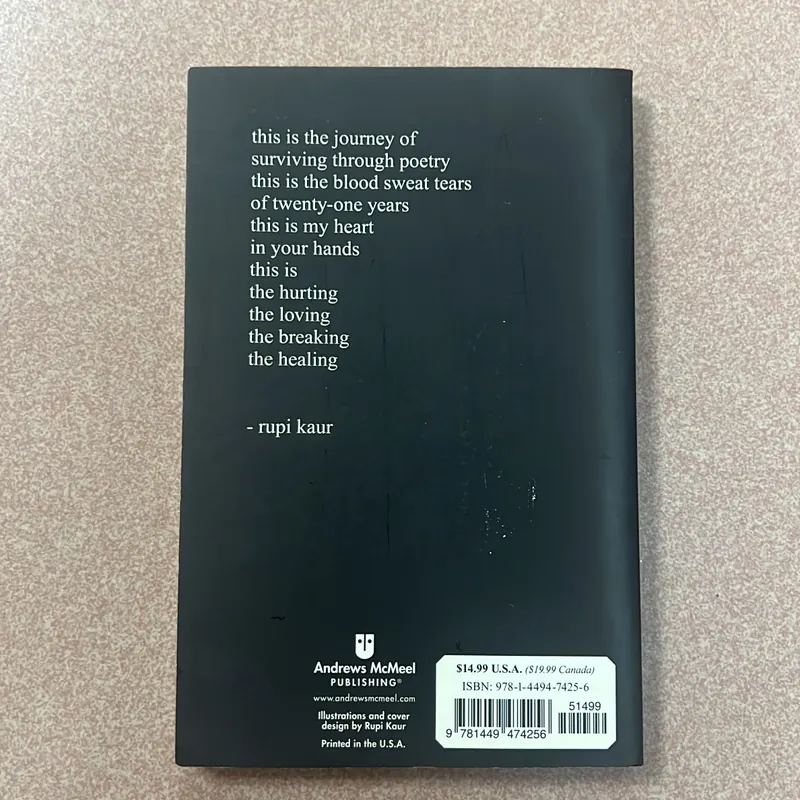 this is the journey of
surviving through poetry
this is the blood sweat tears
of twenty-one years
this is my heart
in your hands
this is
the hurting
the loving
the breaking
the healing
- rupi kaur
Andrews McMeel
PUBLISHING®
www.andrewsmcmeel.com
Illustrations and cover
design by Rupi Kaur
Printed in the U.S.A.
$14.99 U.S.A. ($19.99 Canada)
ISBN: 978-1-4494-7425-6
51499
9 781449 474256